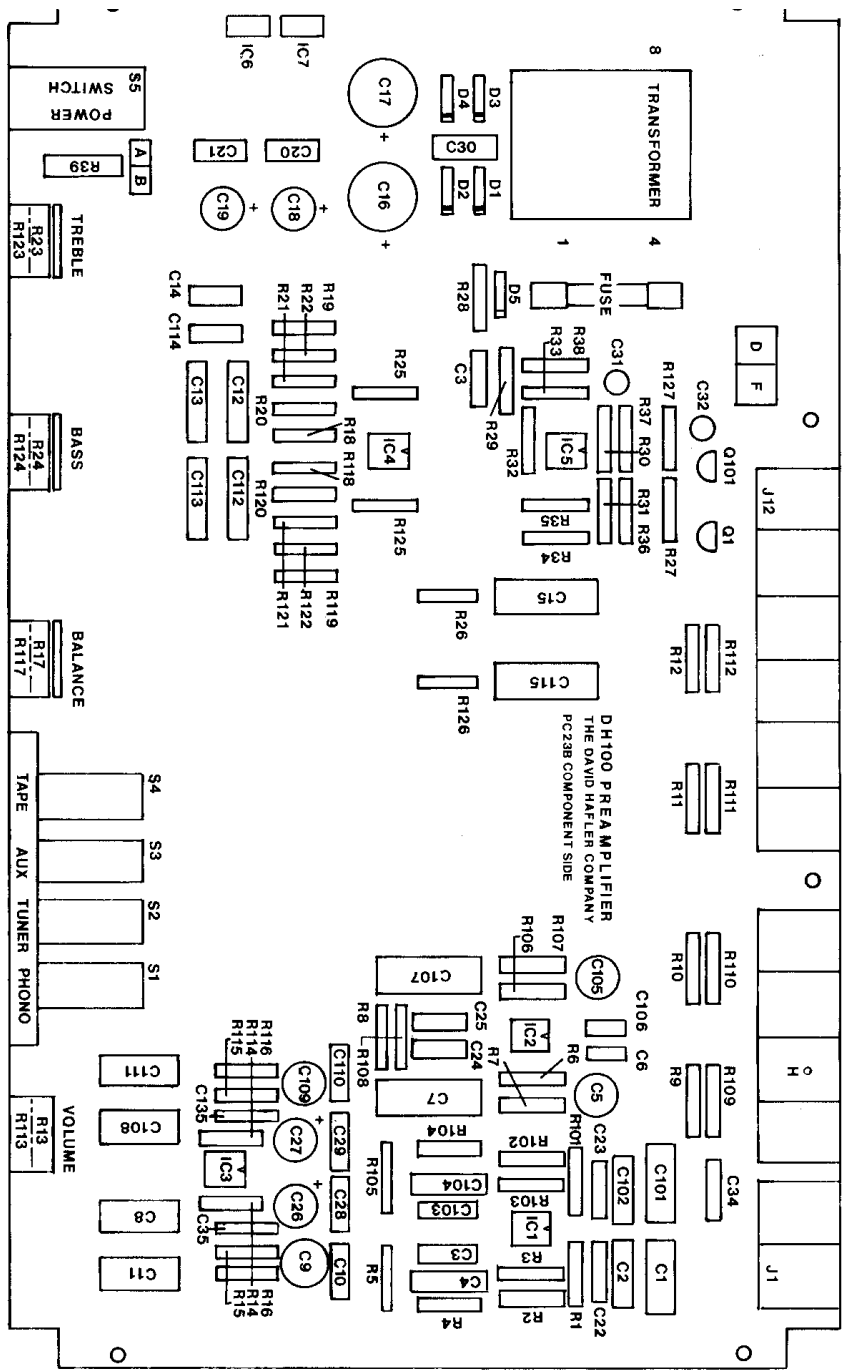 IC6
IC7
S5
POWER
SWITCH
A
B
R39
C21
C20
C17
+
D4
D3
C30
D2
D1
8
TRANSFORMER
1
4
C19
+
C18
+
C16
+
R23
R123
TREBLE
C14
C114
R21
R22
R19
R28
D5
FUSE
C3
R29
R33
R38
C31
D
F
R25
C13
C12
R20
R18
IC4
R32
IC5
R37
R30
R127
C32
Q101
J12
R24
R124
BASS
R118
C113
C112
R120
R125
R35
R34
R31
R36
R27
Q1
R121
R122
R119
R26
C15
R12
R112
R17
R117
BALANCE
R126
C115
DH100 PREAMPLIFIER
THE DAVID HAFLER COMPANY
PC23B COMPONENT SIDE
R11
R111
TAPE
S4
AUX
S3
TUNER
S2
PHONO
S1
R106
R107
C105
C107
R10
R110
C106
C25
IC2
R8
R108
C24
C6
R7
R6
C5
C7
R9
R109
H
C111
R115
R114
R116
C109
C110
C135
C108
C27
+
C29
R104
R102
R101
C23
R13
R113
VOLUME
IC3
R105
C104
C103
R103
C102
C101
C34
C8
C35
C26
+
C28
IC1
C11
R15
R14
R16
C9
C10
R5
C3
C4
R4
R3
R2
R1
C22
C2
C1
J1